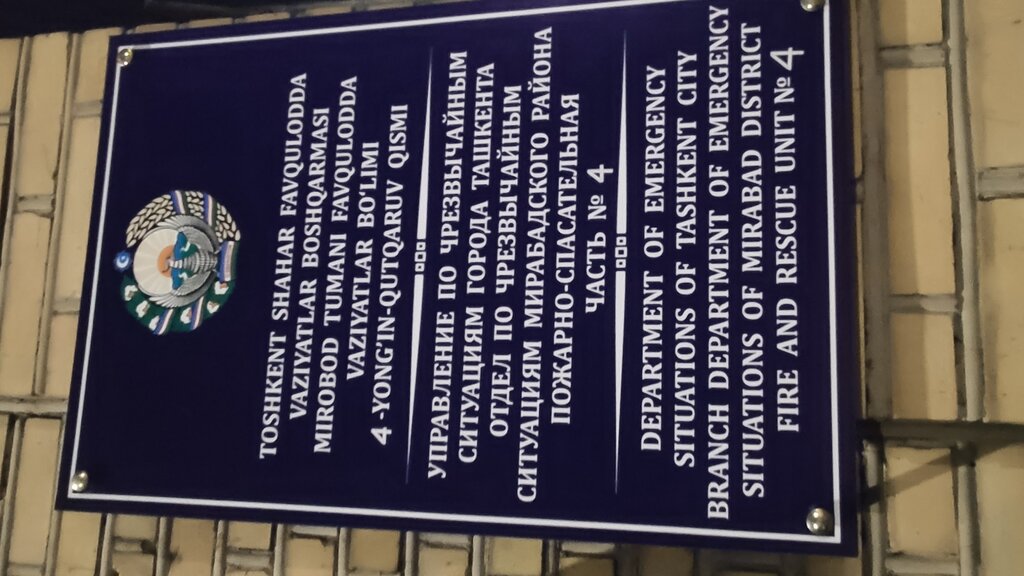 TOSHKENT SHAHAR FAVQULODDA
VAZIYATLAR BOSHQARMASI
MIROBOD TUMANI FAVQULODDA
VAZIYATLAR BO'LIMI
4 -YONG'IN-QUTQARUV QISMI
УПРАВЛЕНИЕ ПО ЧРЕЗВЫЧАЙНЫМ
СИТУАЦИЯМ ГОРОДА ТАШКЕНТА
ОТДЕЛ ПО ЧРЕЗВЫЧАЙНЫМ
СИТУАЦИЯМ МИРАБАДСКОГО РАЙОНА
ПОЖАРНО-СПАСАТЕЛЬНАЯ
ЧАСТЬ № 4
DEPARTMENT OF EMERGENCY
SITUATIONS OF TASHKENT CITY
BRANCH DEPARTMENT OF EMERGENCY
SITUATIONS OF MIRABAD DISTRICT
FIRE AND RESCUE UNIT № 4